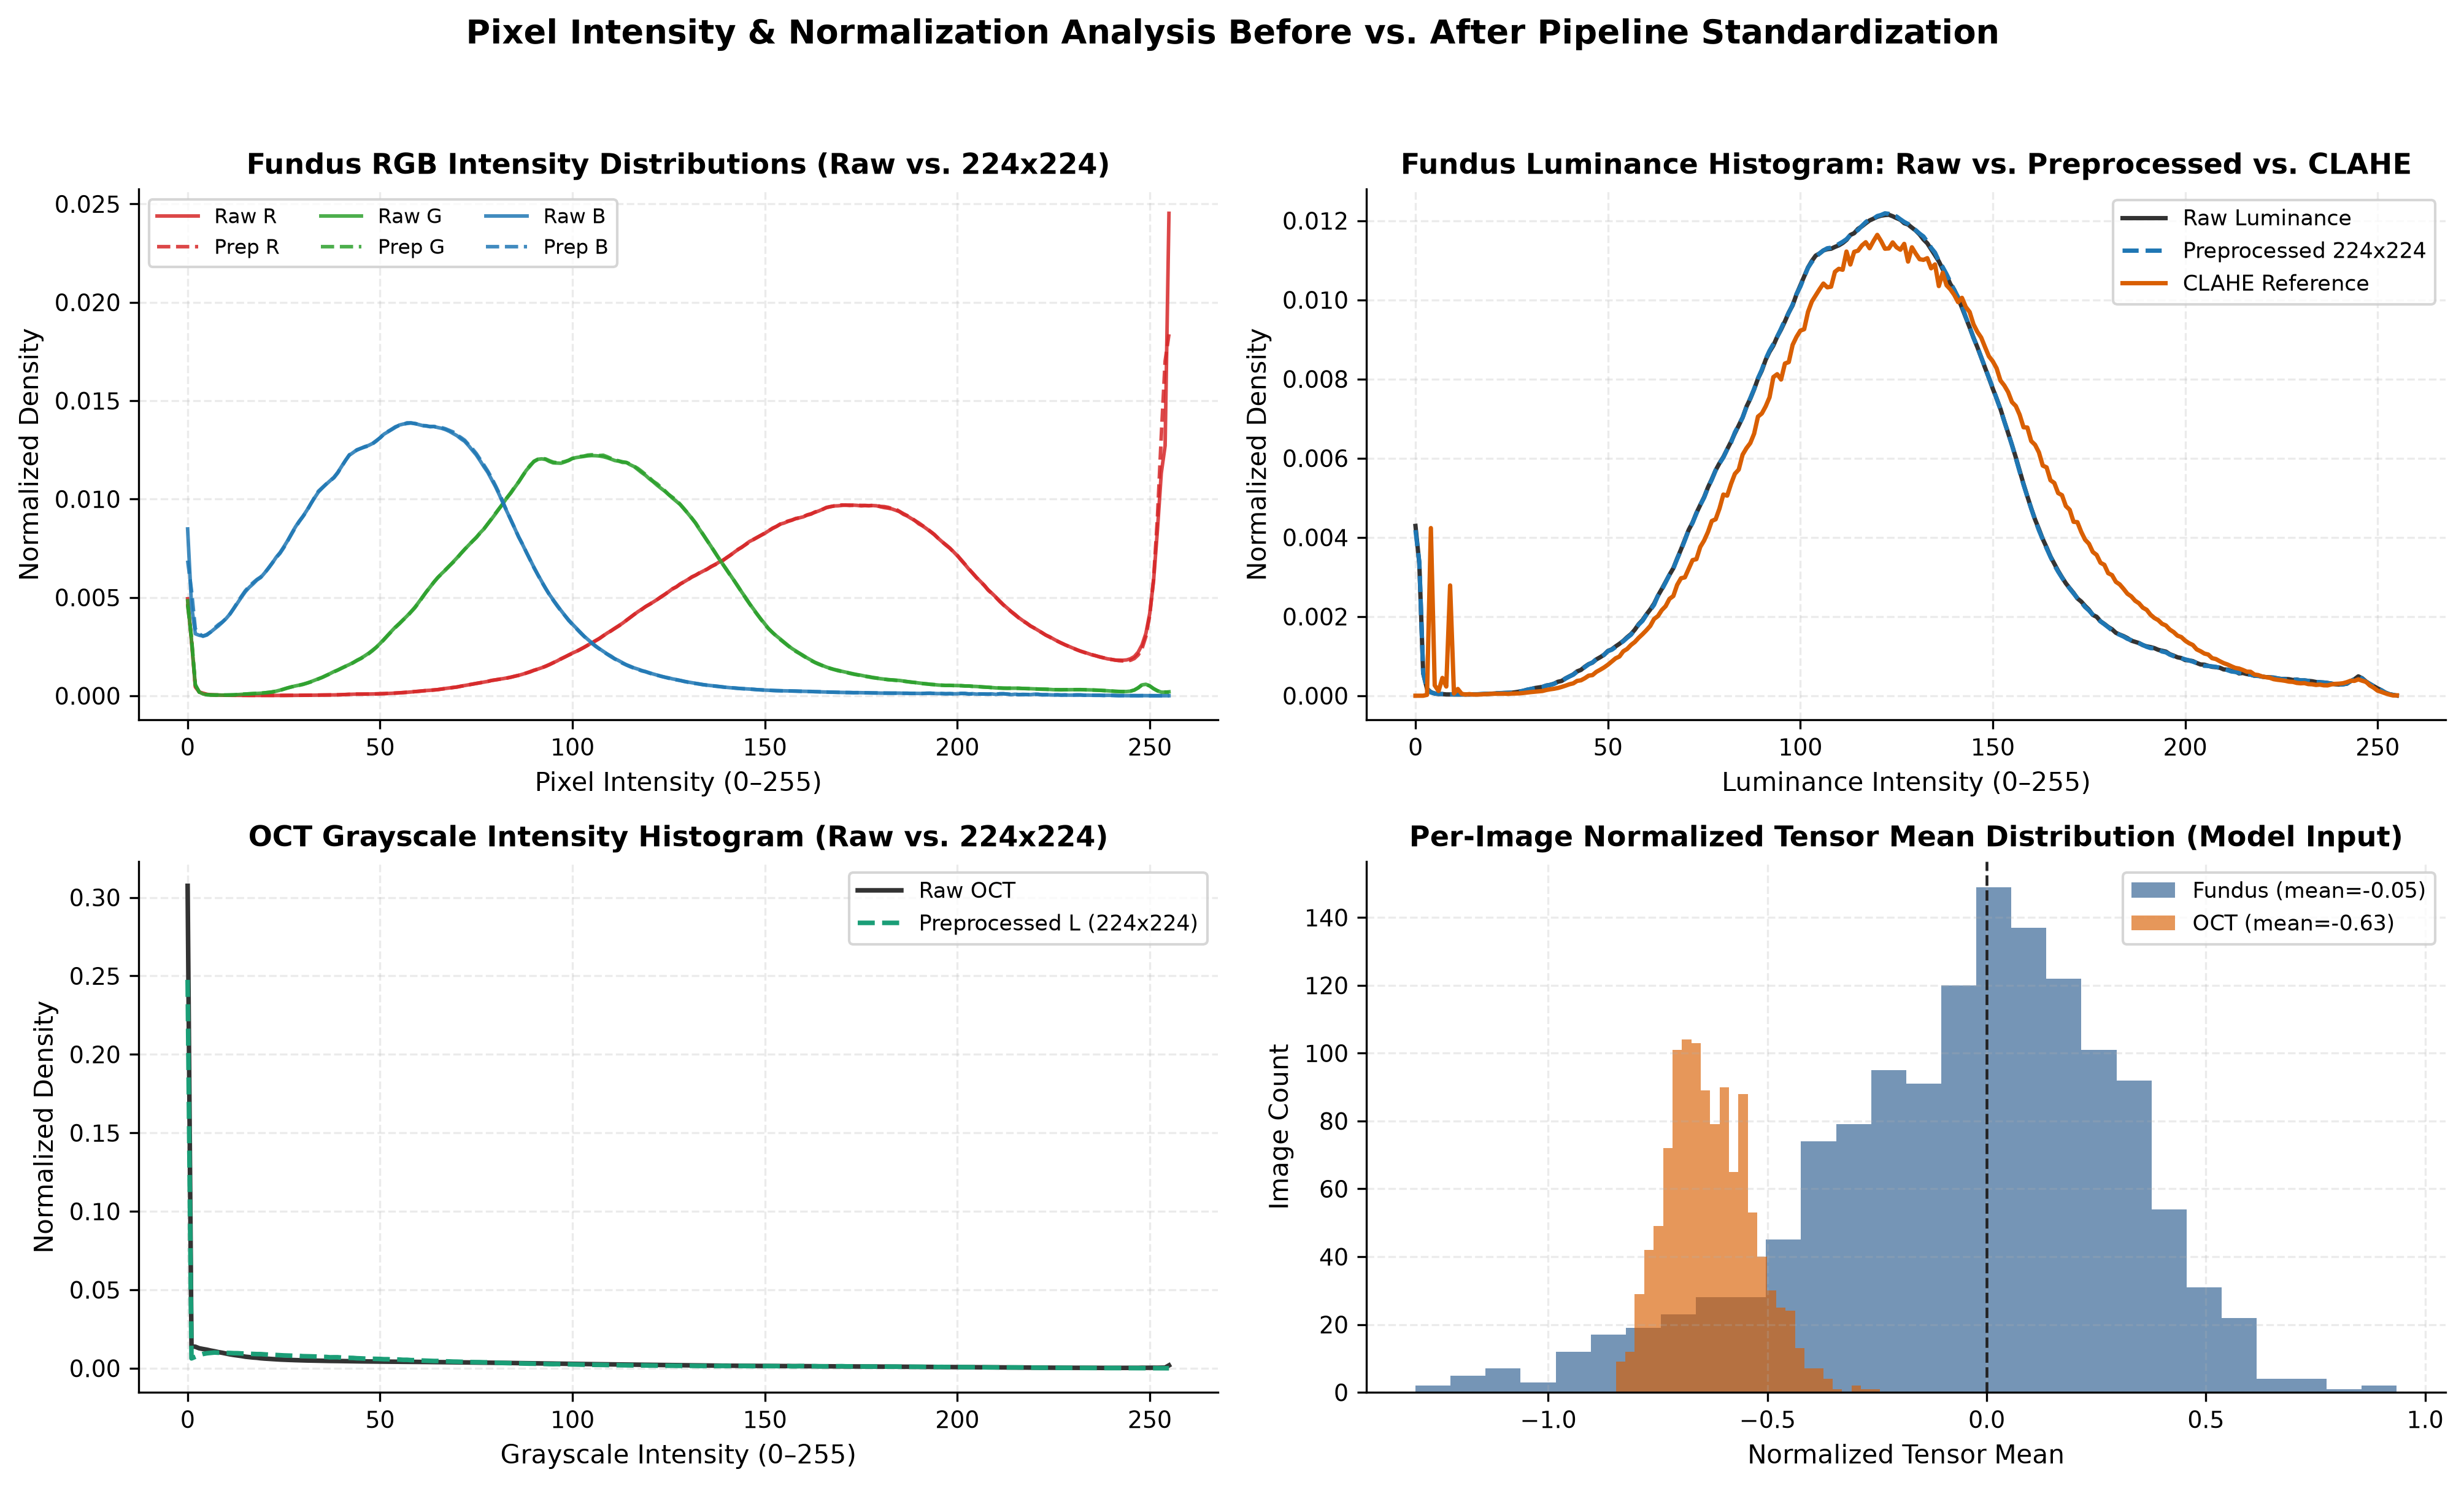 Pixel Intensity & Normalization Analysis Before vs. After Pipeline Standardization
Fundus RGB Intensity Distributions (Raw vs. 224x224)
Raw R Raw G Raw B
Prep R Prep G Prep B
0.025
0.020
0.015
0.010
0.005
0.000
Normalized Density
0 50 100 150 200 250
Pixel Intensity (0–255)
Fundus Luminance Histogram: Raw vs. Preprocessed vs. CLAHE
Raw Luminance
Preprocessed 224x224
CLAHE Reference
0.012
0.010
0.008
0.006
0.004
0.002
0.000
Normalized Density
0 50 100 150 200 250
Luminance Intensity (0–255)
OCT Grayscale Intensity Histogram (Raw vs. 224x224)
Raw OCT
Preprocessed L (224x224)
0.30
0.25
0.20
0.15
0.10
0.05
0.00
Normalized Density
0 50 100 150 200 250
Grayscale Intensity (0–255)
Per-Image Normalized Tensor Mean Distribution (Model Input)
Fundus (mean=-0.05)
OCT (mean=-0.63)
140
120
100
80
60
40
20
0
Image Count
−1.0 −0.5 0.0 0.5 1.0
Normalized Tensor Mean